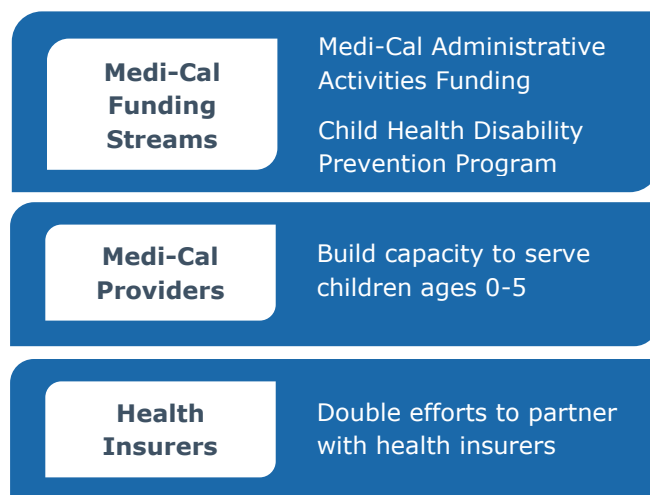 Medi-Cal
Funding
Streams
Medi-Cal Administrative
Activities Funding
Child Health Disability
Prevention Program
Medi-Cal
Providers
Build capacity to serve
children ages 0-5
Health
Insurers
Double efforts to partner
with health insurers